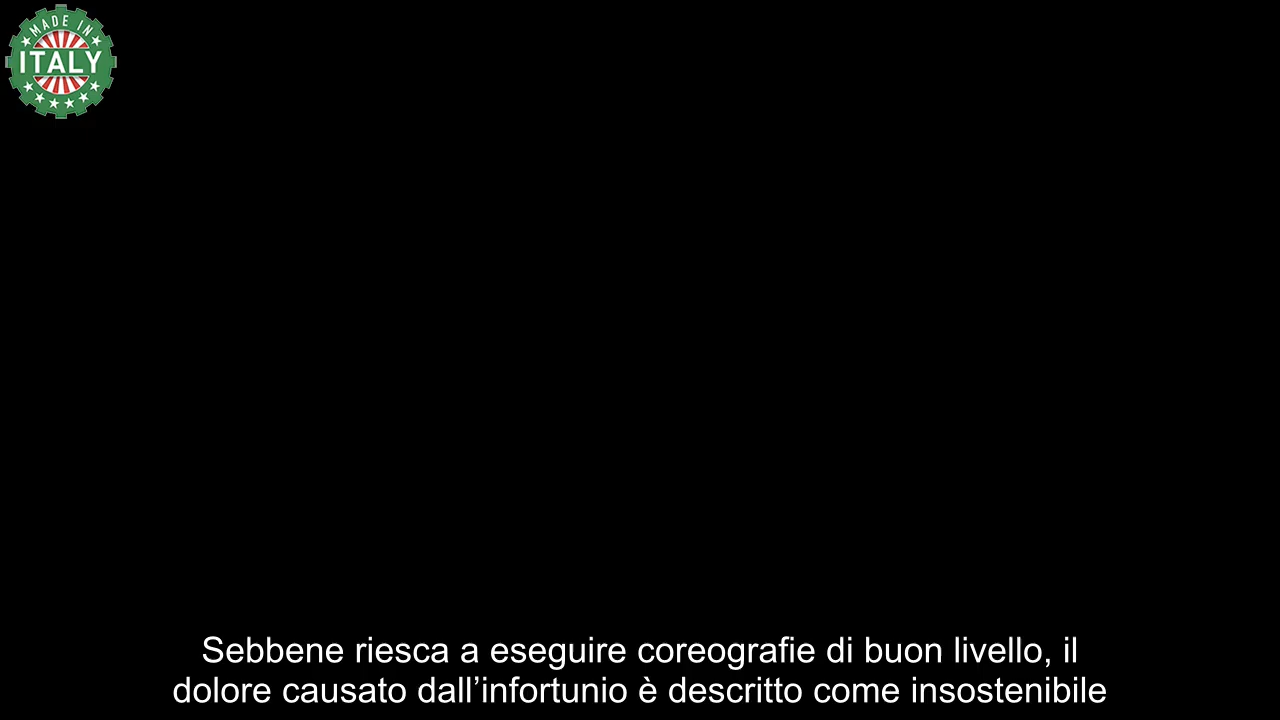 MADE IN
ITALY
Sebbene riesca a eseguire coreografie di buon livello, il
dolore causato dall’infortunio è descritto come insostenibile